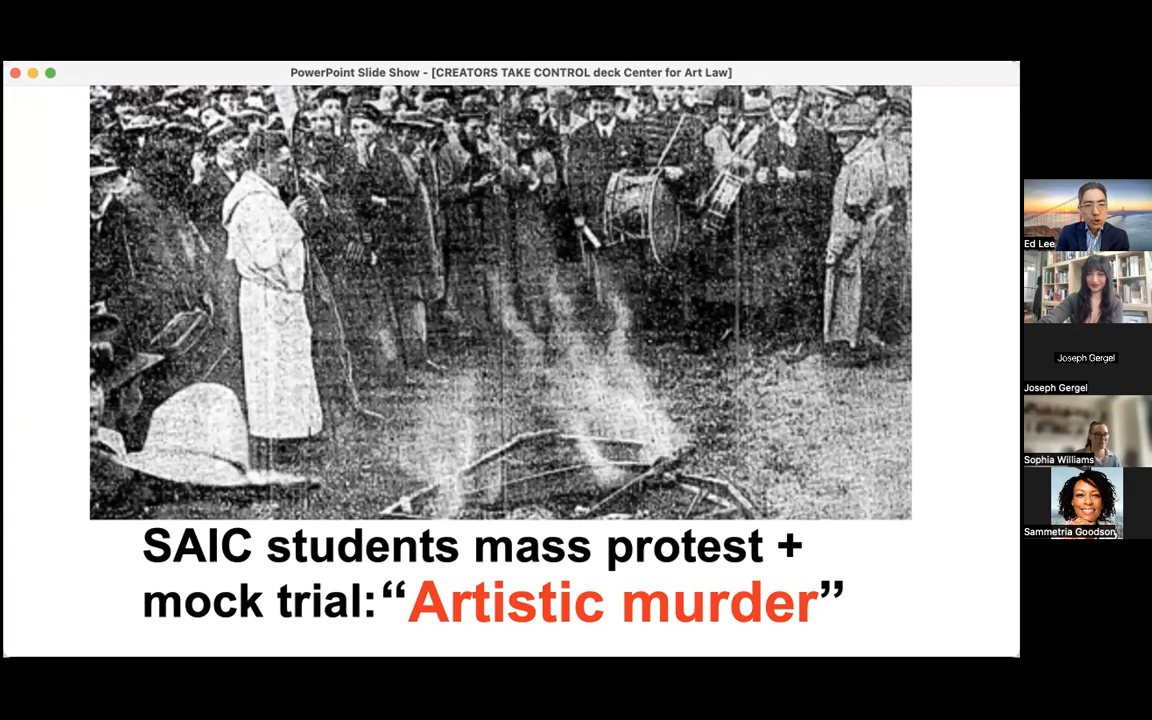 PowerPoint Slide Show - [CREATORS TAKE CONTROL deck Center for Art Law]
SAIC students mass protest +
mock trial:“Artistic murder”
Ed Lee
Joseph Gergel
Joseph Gergel
Sophia Williams
Sammetria Goodson